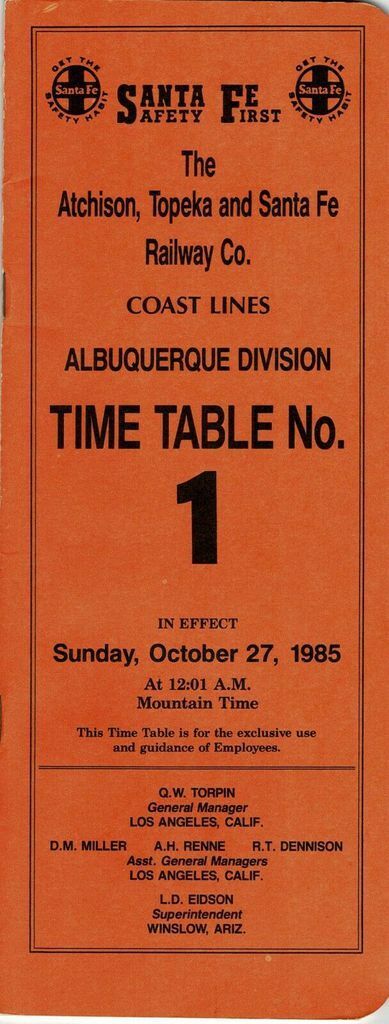 GET THE
Santa Fe
SAFETY HABIT
SANTA FE
SAFETY FIRST
GET THE
Santa Fe
SAFETY HABIT
The
Atchison, Topeka and Santa Fe
Railway Co.
COAST LINES
ALBUQUERQUE DIVISION
TIME TABLE No.
1
IN EFFECT
Sunday, October 27, 1985
At 12:01 A.M.
Mountain Time
This Time Table is for the exclusive use
and guidance of Employees.
Q.W. TORPIN
General Manager
LOS ANGELES, CALIF.
D.M. MILLER A.H. RENNE R.T. DENNISON
Asst. General Managers
LOS ANGELES, CALIF.
L.D. EIDSON
Superintendent
WINSLOW, ARIZ.